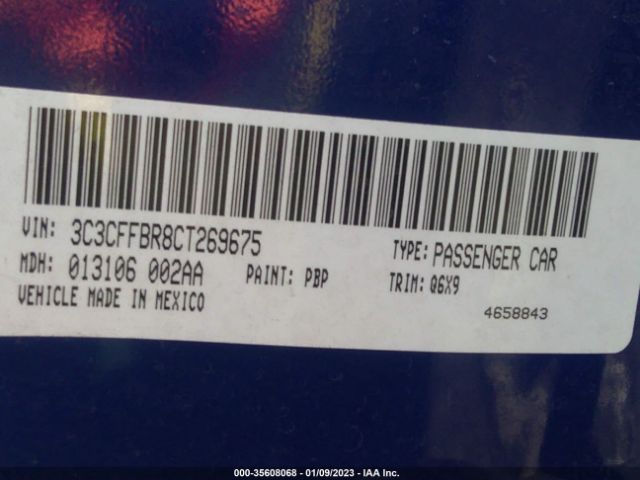 VIN: 3C3CFFBR8CT269675
TYPE: PASSENGER CAR
MDH: 013106 002AA PAINT: PBP
TRIM: Q6X9
VEHICLE MADE IN MEXICO
4658843
000-35608068 - 01/09/2023 - IAA Inc.